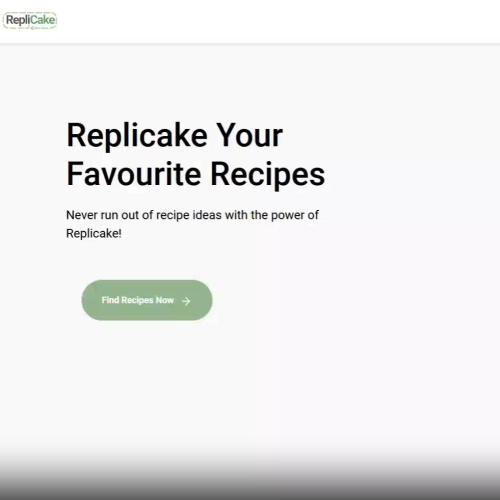 RepliCake
Replicake Your
Favourite Recipes
Never run out of recipe ideas with the power of
Replicake!
Find Recipes Now